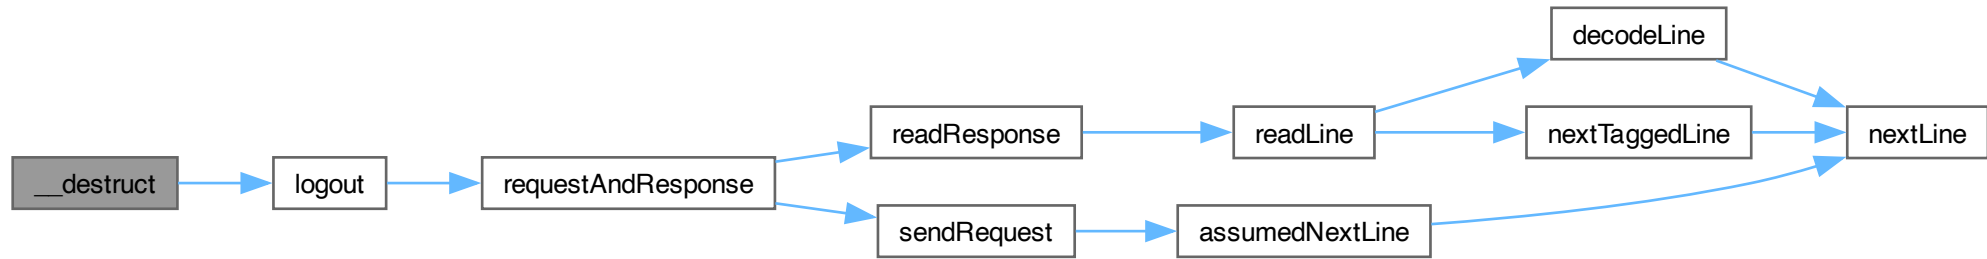 __destruct
logout
requestAndResponse
readResponse
sendRequest
readLine
assumedNextLine
decodeLine
nextTaggedLine
nextLine